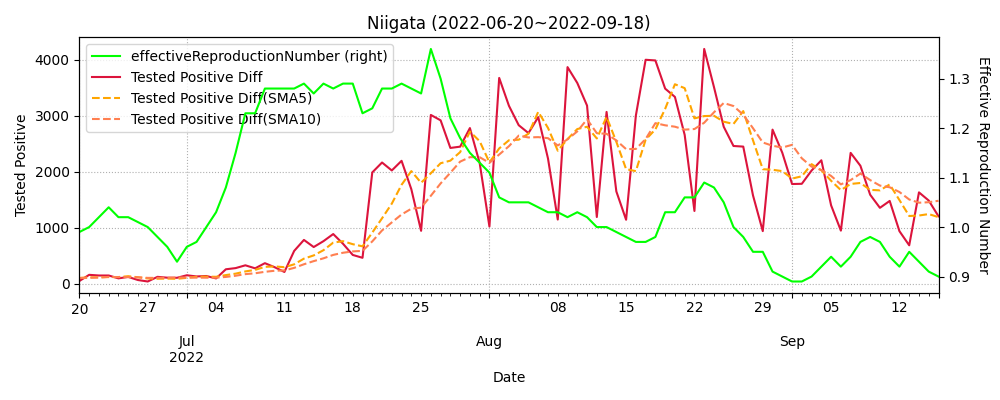 Niigata (2022-06-20~2022-09-18)
effectiveReproductionNumber (right)
Tested Positive Diff
Tested Positive Diff(SMA5)
Tested Positive Diff(SMA10)
Tested Positive
4000
3000
2000
1000
0
Effective Reproduction Number
1.3
1.2
1.1
1.0
0.9
20 27 04 11 18 25 08 15 22 29 05 12
Jul Aug Sep
2022
Date